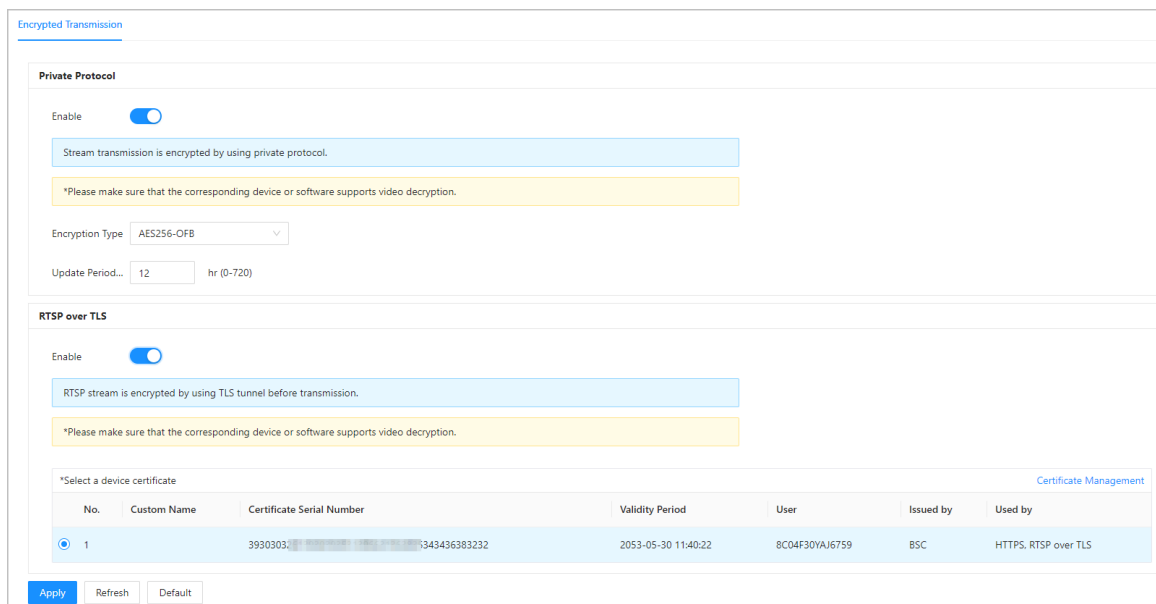 Encrypted Transmission
Private Protocol
Enable
Stream transmission is encrypted by using private protocol.
*Please make sure that the corresponding device or software supports video decryption.
Encryption Type AES256-OFB
Update Period... 12 hr (0-720)
RTSP over TLS
Enable
RTSP stream is encrypted by using TLS tunnel before transmission.
*Please make sure that the corresponding device or software supports video decryption.
*Select a device certificate Certificate Management
No. Custom Name Certificate Serial Number Validity Period User Issued by Used by
1 2053-05-30 11:40:22 8C04F30YAJ6759 BSC HTTPS, RTSP over TLS
Apply Refresh Default